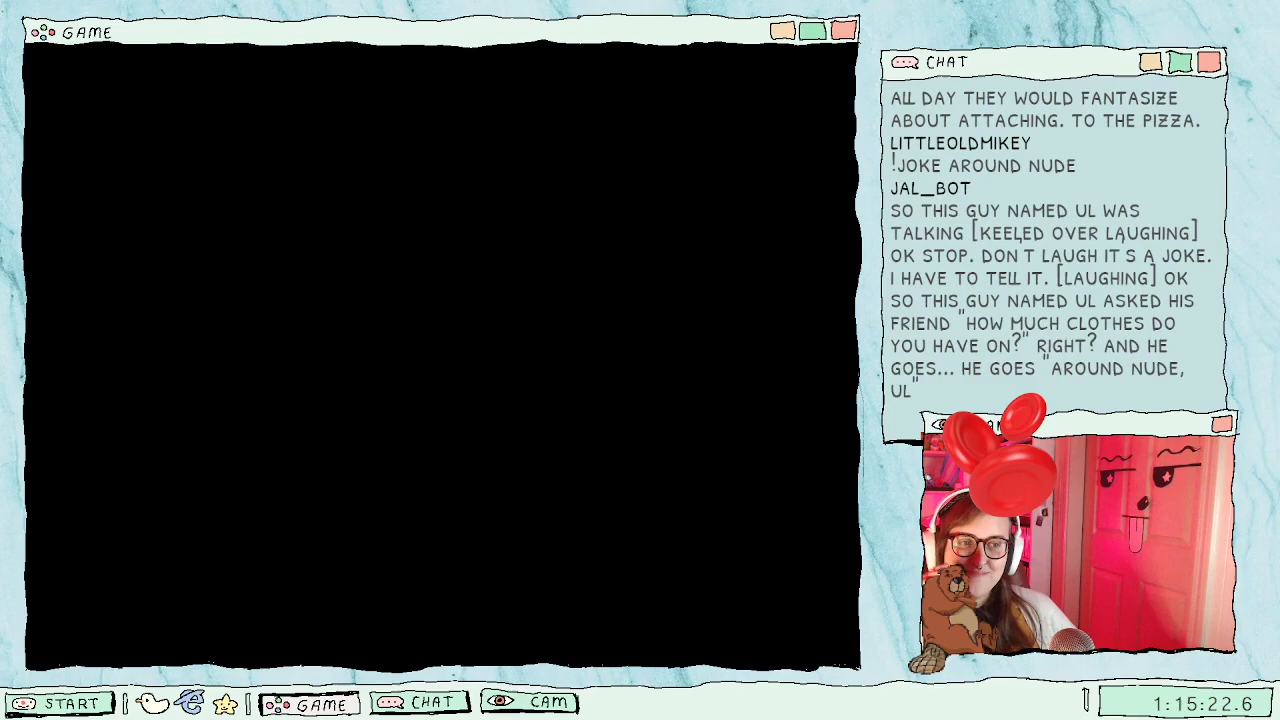 GAME
CHAT
ALL DAY THEY WOULD FANTASIZE
ABOUT ATTACHING. TO THE PIZZA.
LITTLEOLDMIKEY
!JOKE AROUND NUDE
JAL_BOT
SO THIS GUY NAMED UL WAS
TALKING [KEELED OVER LAUGHING]
OK STOP. DON T LAUGH IT S A JOKE.
I HAVE TO TELL IT. [LAUGHING] OK
SO THIS GUY NAMED UL ASKED HIS
FRIEND "HOW MUCH CLOTHES DO
YOU HAVE ON?" RIGHT? AND HE
GOES... HE GOES "AROUND NUDE,
UL"
START
GAME
CHAT
CAM
1:15:22.6